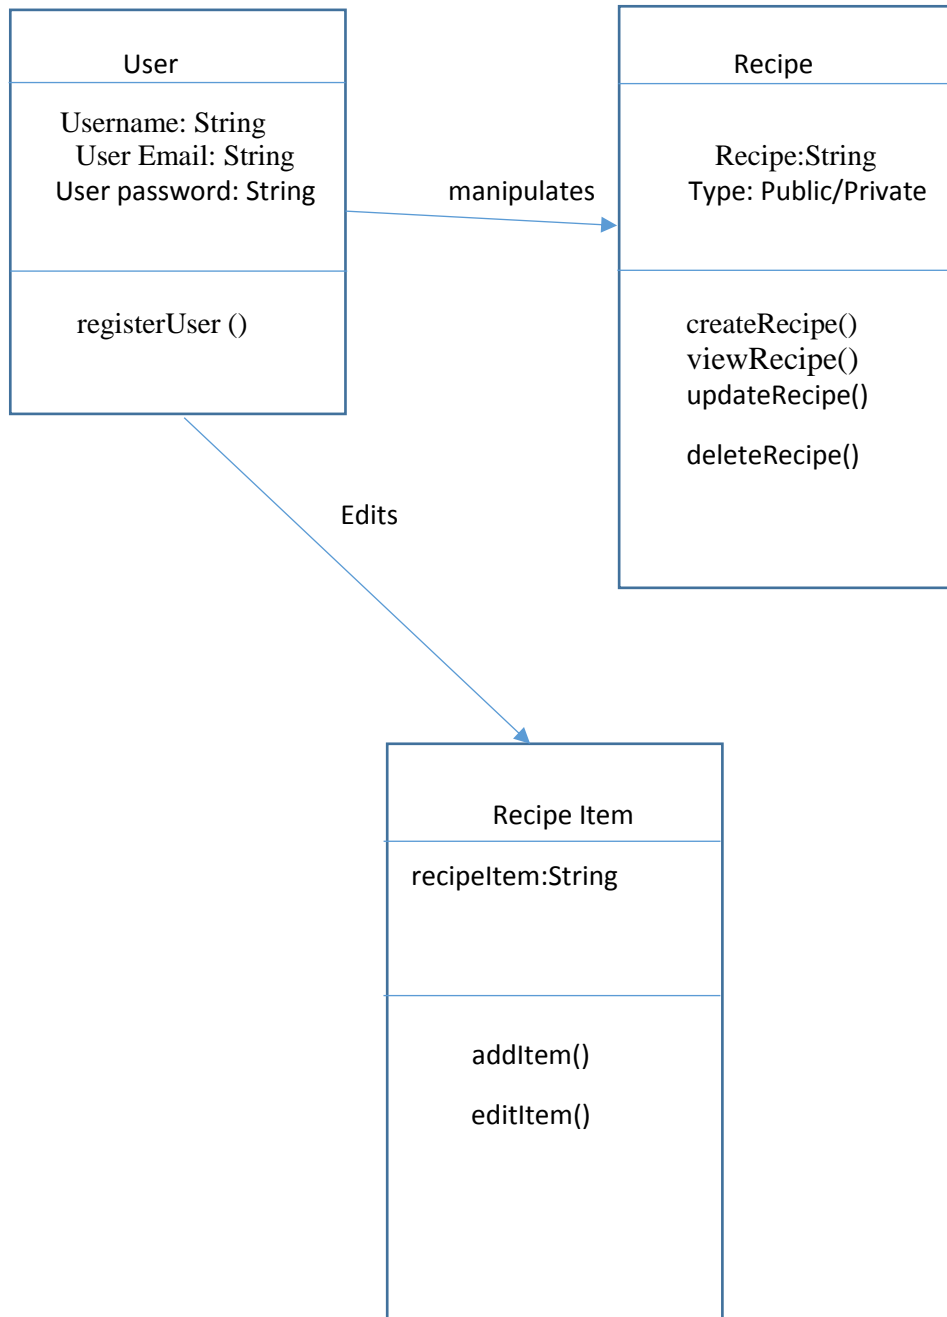 User
Username: String
User Email: String
User password: String
registerUser ()
manipulates
Recipe
Recipe:String
Type: Public/Private
createRecipe()
viewRecipe()
updateRecipe()
deleteRecipe()
Edits
Recipe Item
recipeItem:String
addItem()
editItem()